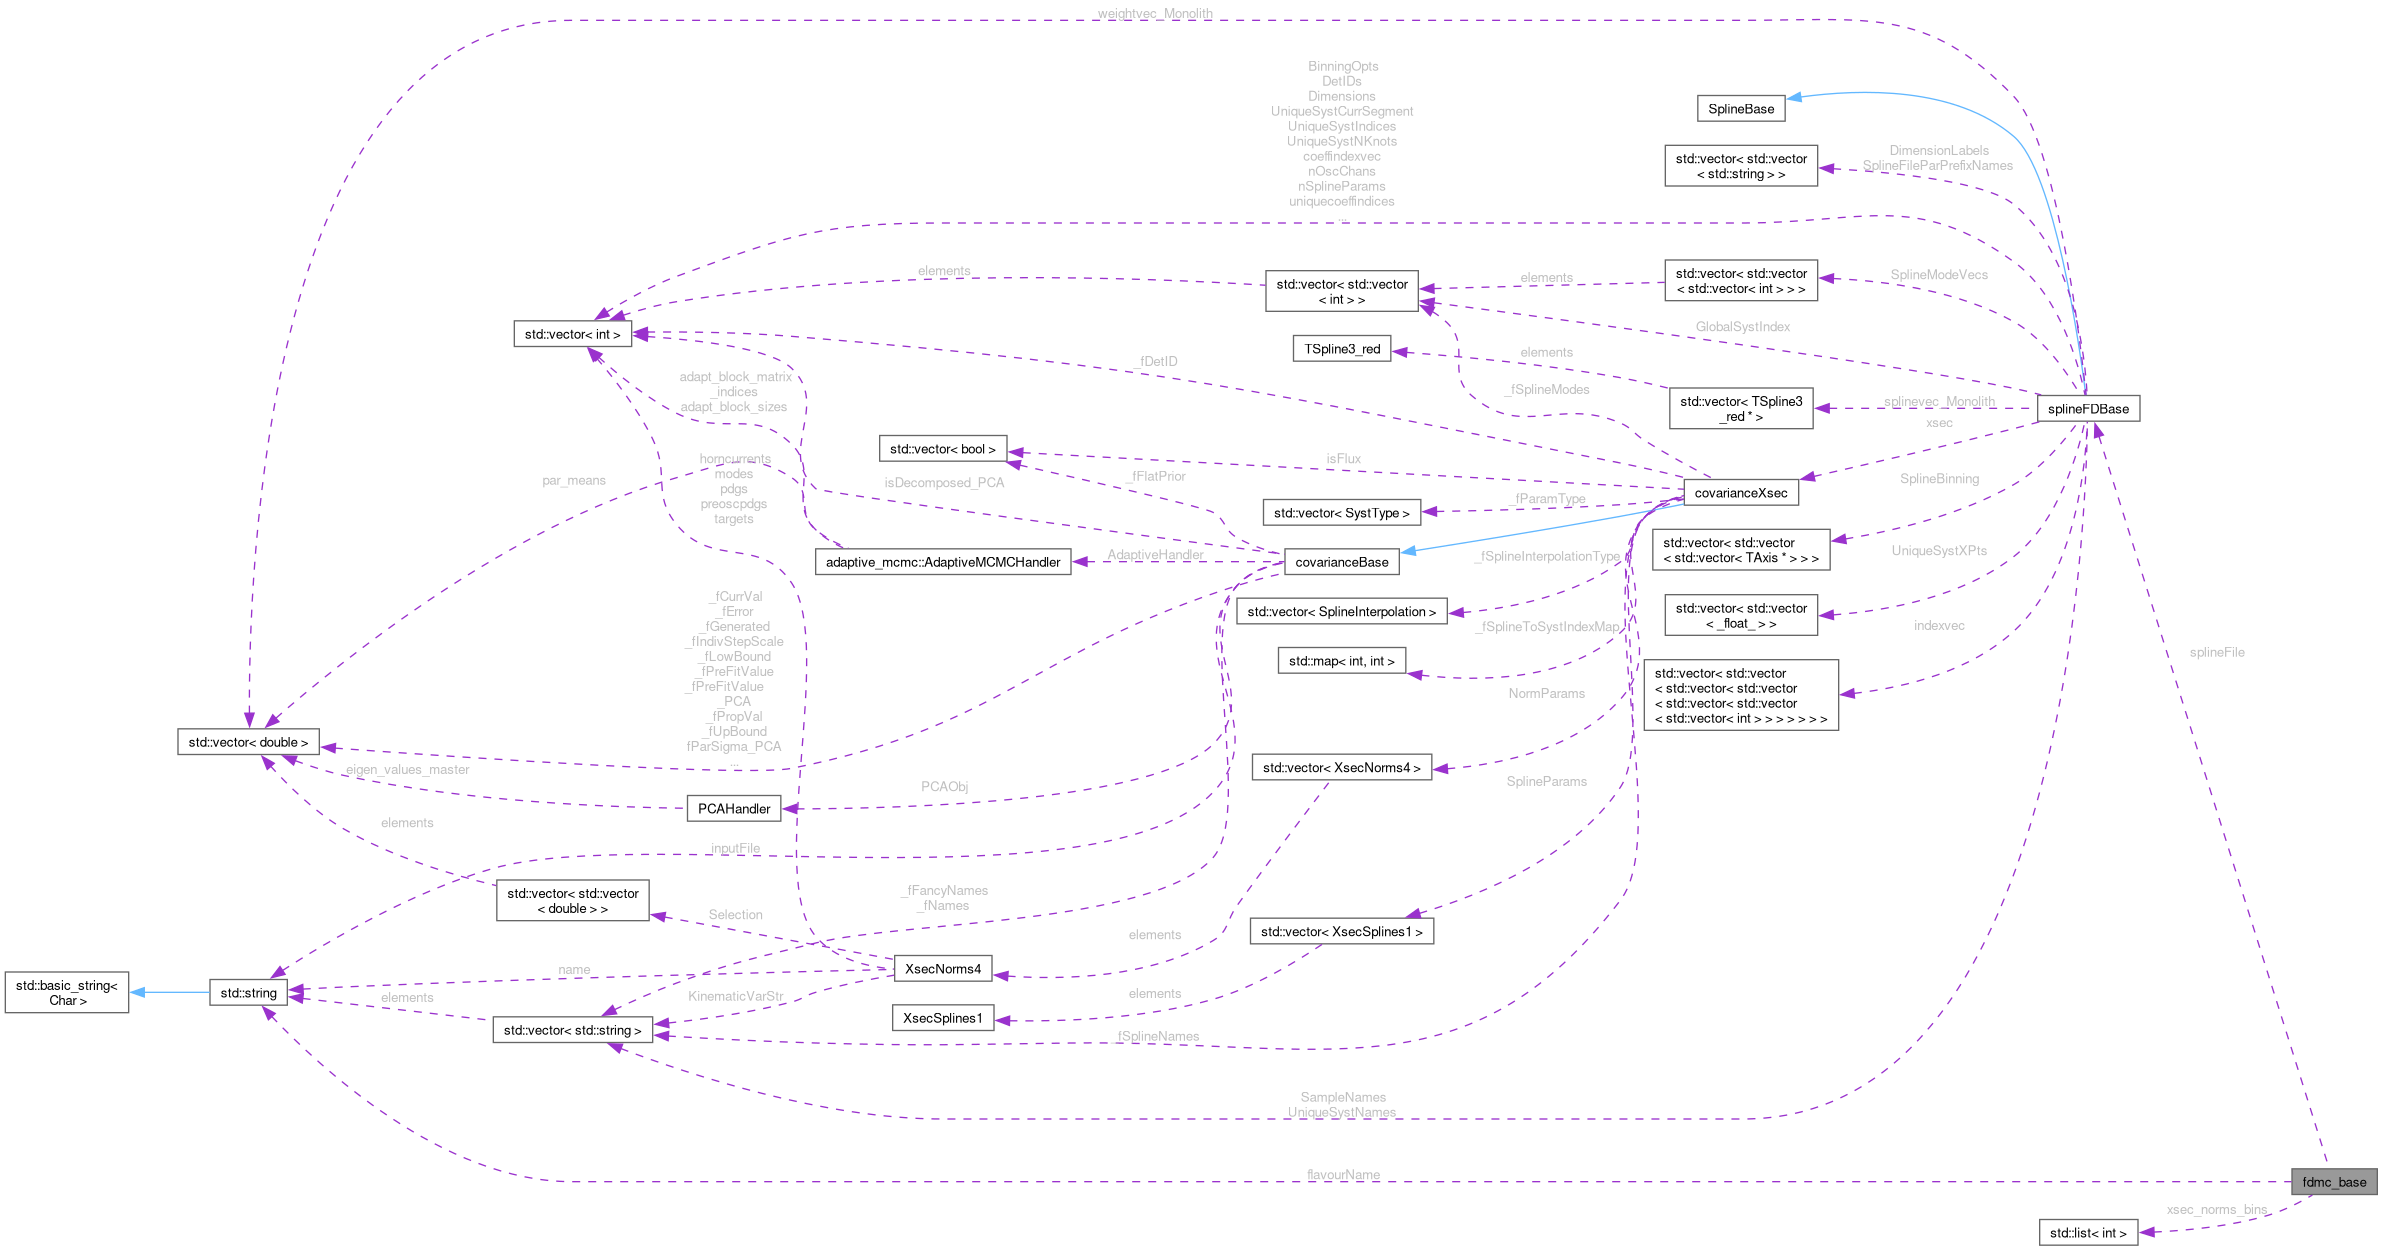 weightvec_Monolith
BinningOpts
DetIDs
Dimensions
UniqueSystCurrSegment
UniqueSystIndices
UniqueSystNKnots
coeffindexvec
nOscChans
nSplineParams
uniquecoeffindices
...
SplineBase
std::vector< std::vector
< std::string > >
DimensionLabels
SplineFileParPrefixNames
elements
std::vector< std::vector
< int > >
elements
std::vector< std::vector
< std::vector< int > > >
SplineModeVecs
std::vector< int >
GlobalSystIndex
TSpline3_red
elements
_fDetID
adapt_block_matrix
_indices
adapt_block_sizes
_fSplineModes
std::vector< TSpline3
_red * >
splinevec_Monolith
splineFDBase
xsec
std::vector< bool >
isFlux
horncurrents
modes
pdgs
preoscpdgs
targets
par_means
isDecomposed_PCA
_fFlatPrior
covarianceXsec
SplineBinning
std::vector< SystType >
_fParamType
adaptive_mcmc::AdaptiveMCMCHandler
AdaptiveHandler
covarianceBase
_fSplineInterpolationType
std::vector< std::vector
< std::vector< TAxis * > > >
UniqueSystXPts
std::vector< SplineInterpolation >
std::vector< std::vector
< _float_ > >
_fCurrVal
_fError
_fGenerated
_fIndivStepScale
_fLowBound
_fPreFitValue
_fPreFitValue
_PCA
_fPropVal
_fUpBound
fParSigma_PCA
...
_fSplineToSystIndexMap
indexvec
std::map< int, int >
splineFile
std::vector< std::vector
< std::vector< std::vector
< std::vector< std::vector
< std::vector< int > > > > > > >
NormParams
std::vector< double >
eigen_values_master
std::vector< XsecNorms4 >
PCAObj
SplineParams
PCAHandler
elements
inputFile
std::vector< std::vector
< double > >
_fFancyNames
_fNames
Selection
elements
std::vector< XsecSplines1 >
std::basic_string<
Char >
std::string
name
XsecNorms4
elements
KinematicVarStr
elements
XsecSplines1
std::vector< std::string >
_fSplineNames
SampleNames
UniqueSystNames
flavourName
fdmc_base
xsec_norms_bins
std::list< int >